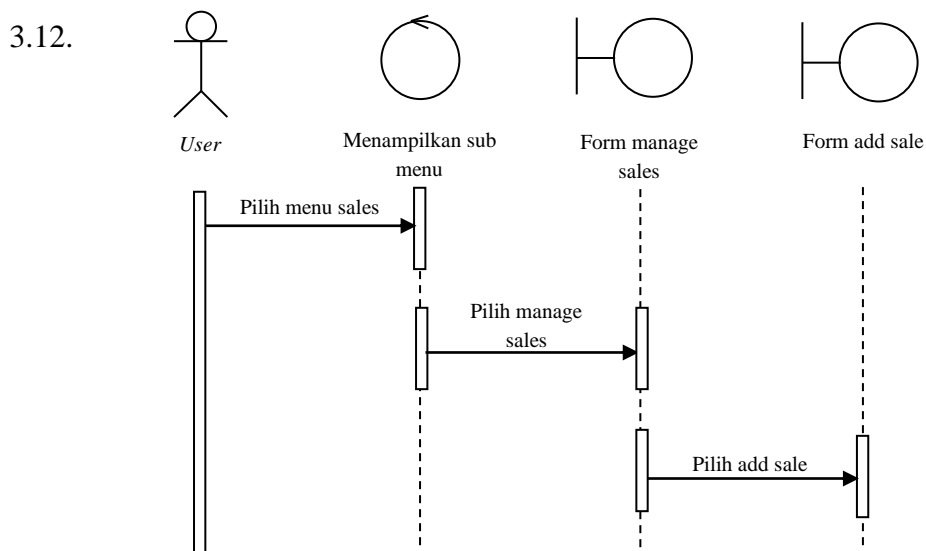 3.12.
User
Menampilkan sub
menu
Form manage
sales
Form add sale
Pilih menu sales
Pilih manage
sales
Pilih add sale